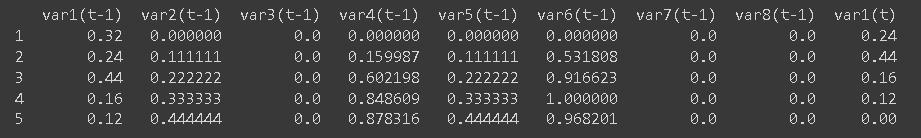 var1(t-1) var2(t-1) var3(t-1) var4(t-1) var5(t-1) var6(t-1) var7(t-1) var8(t-1) var1(t)
1 0.32 0.000000 0.0 0.000000 0.000000 0.000000 0.0 0.0 0.24
2 0.24 0.111111 0.0 0.159987 0.111111 0.531808 0.0 0.0 0.44
3 0.44 0.222222 0.0 0.602198 0.222222 0.916623 0.0 0.0 0.16
4 0.16 0.333333 0.0 0.848609 0.333333 1.000000 0.0 0.0 0.12
5 0.12 0.444444 0.0 0.878316 0.444444 0.968201 0.0 0.0 0.00